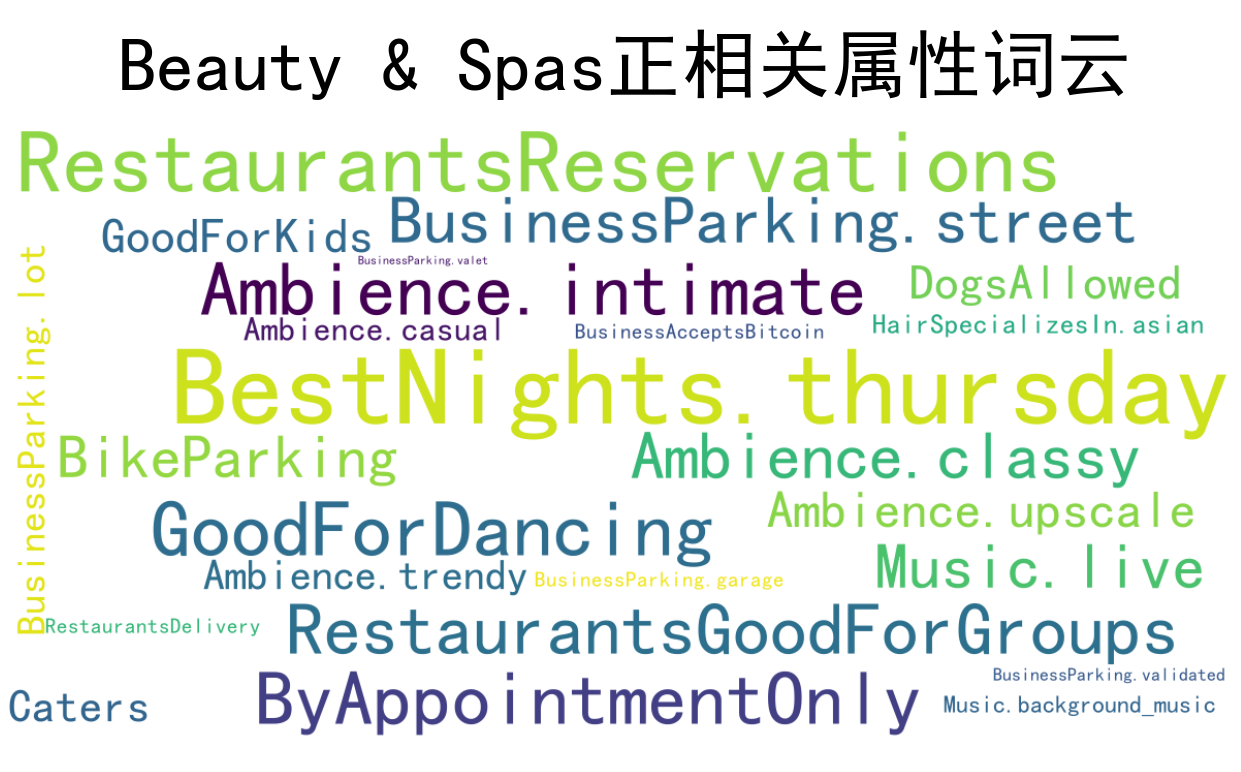 Beauty & Spas正相关属性词云
RestaurantsReservations
GoodForKids
BusinessParking.street
BusinessParking.valet
BusinessParking.lot
Ambience.intimate
DogsAllowed
Ambience.casual
BusinessAcceptsBitcoin
HairSpecializesIn.asian
BestNights.thursday
BikeParking
Ambience.classy
GoodForDancing
Ambience.upscale
Ambience.trendy
BusinessParking.garage
Music.live
RestaurantsDelivery
RestaurantsGoodForGroups
BusinessParking.validated
Caters
ByAppointmentOnly
Music.background_music